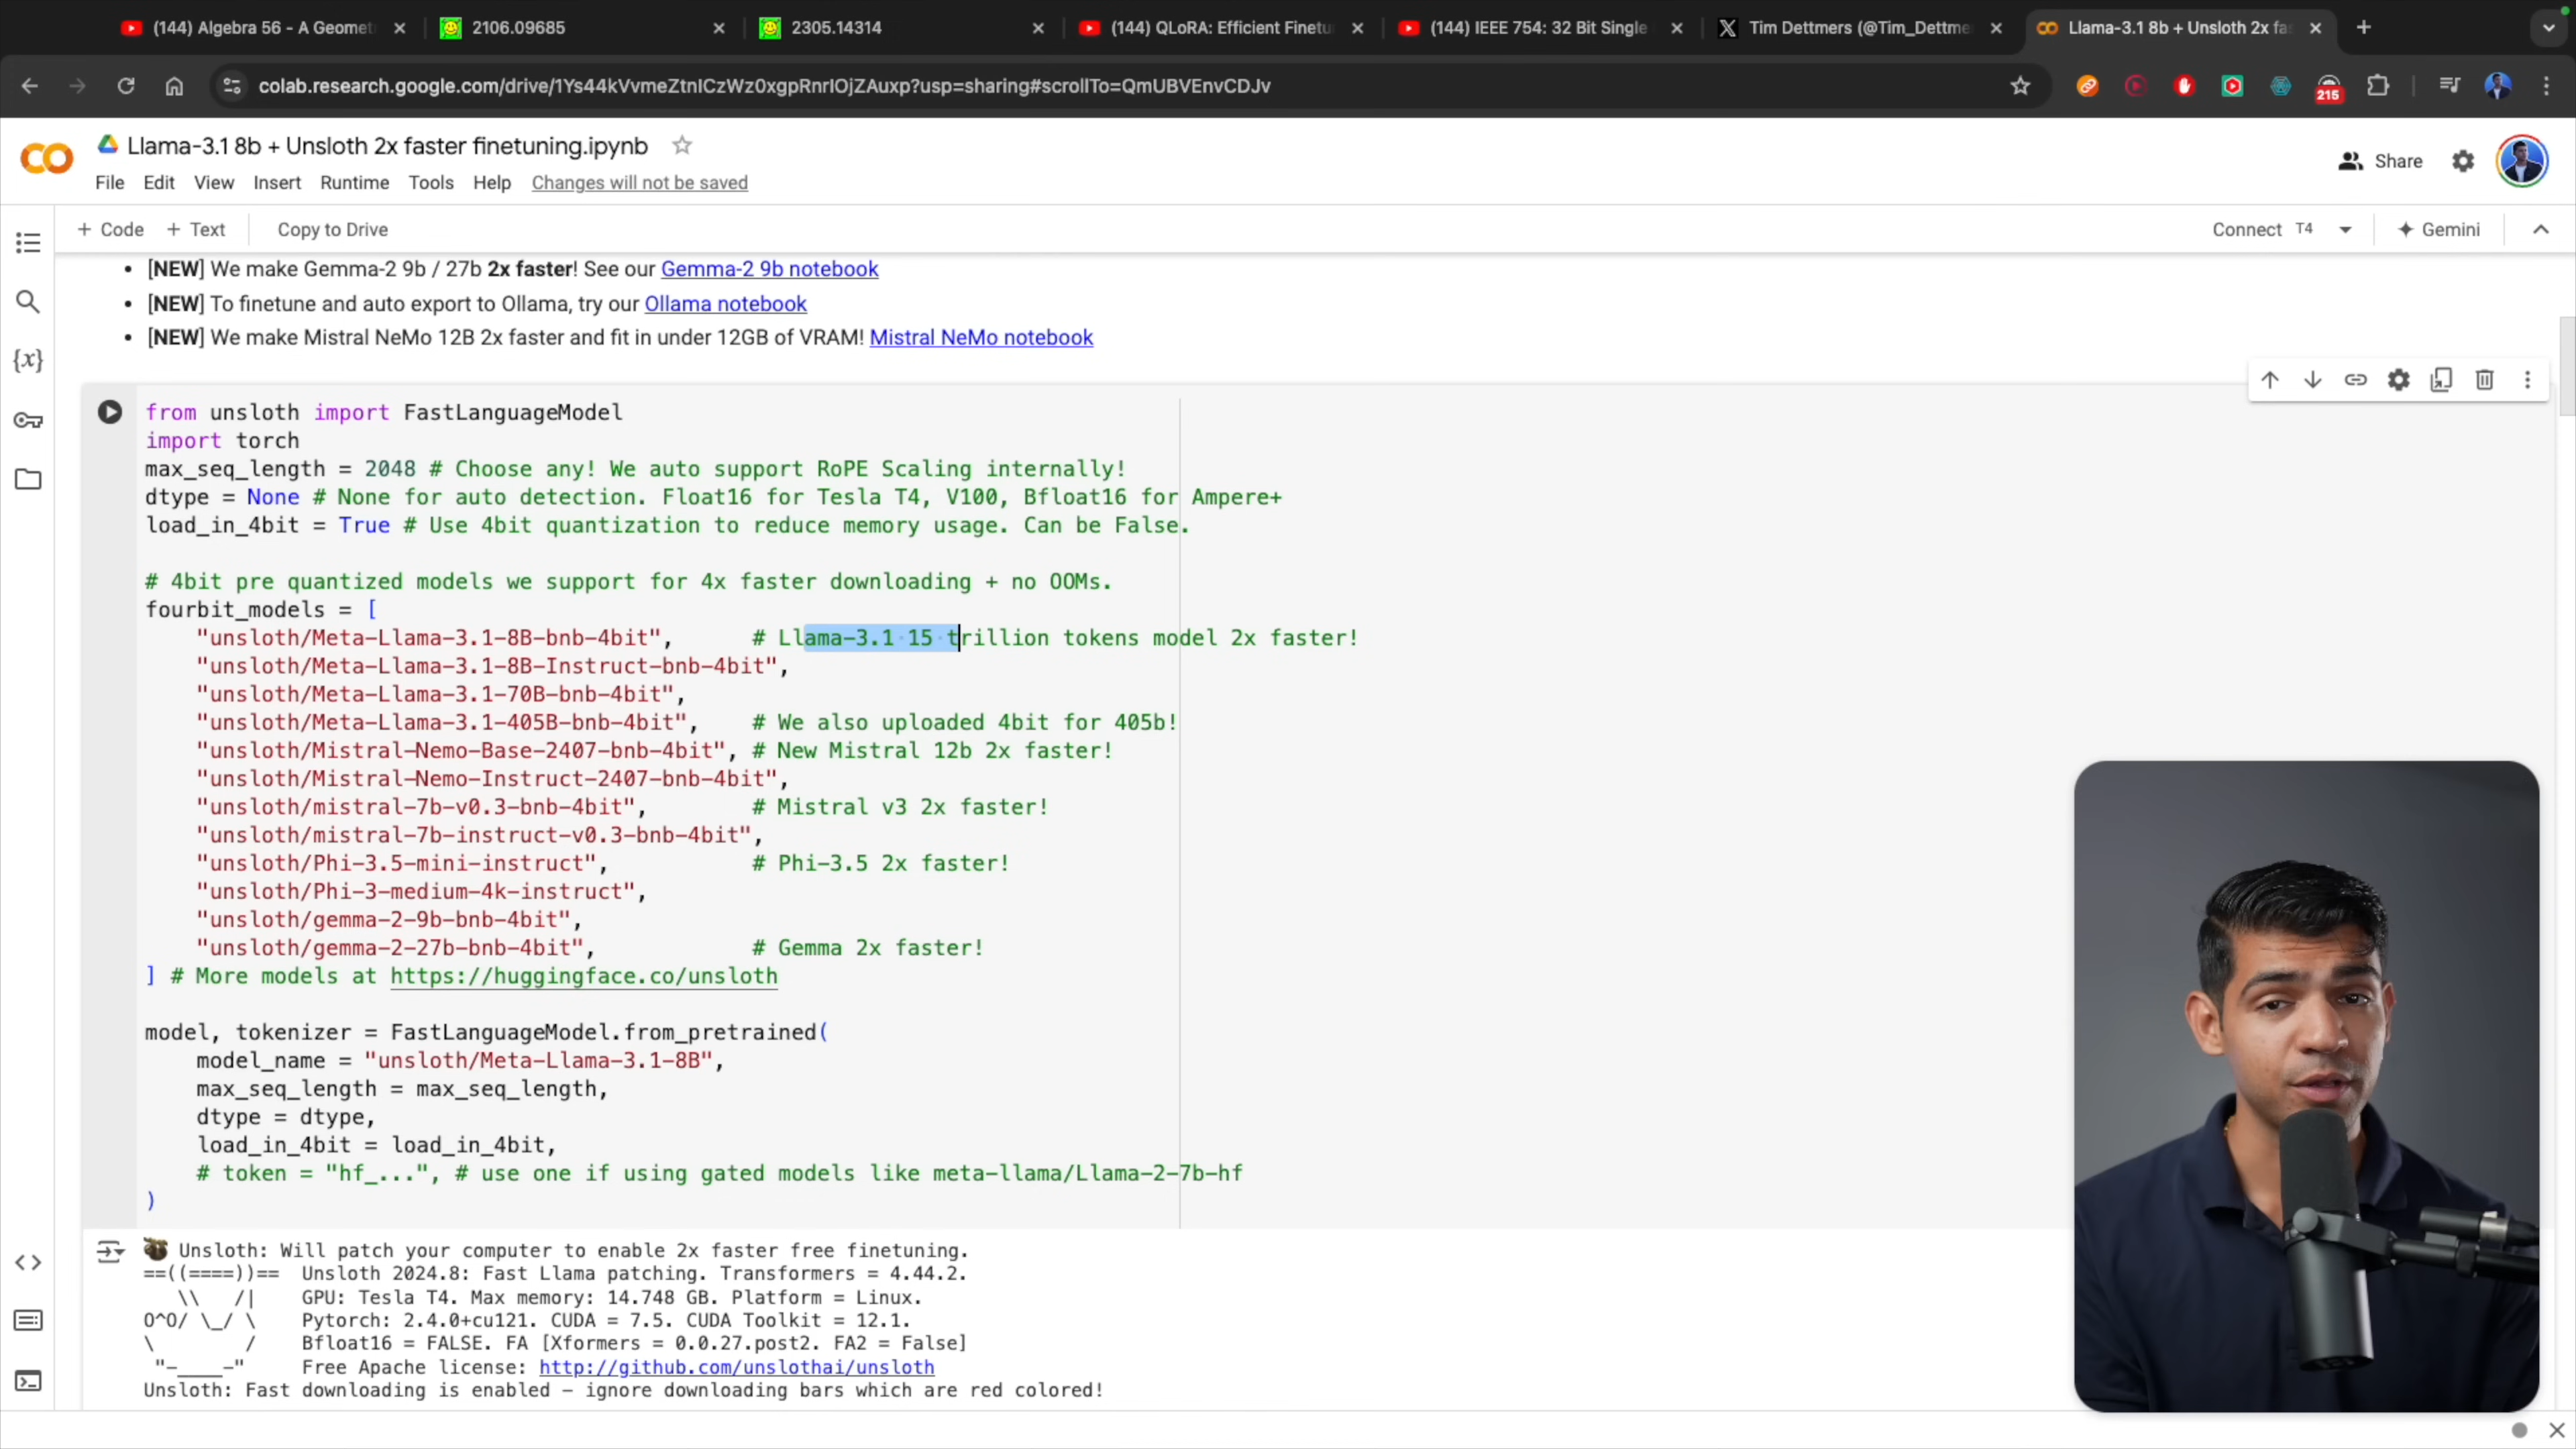 (144) Algebra 56 - A Geomet
2106.09685
2305.14314
(144) QLoRA: Efficient Finetu
(144) IEEE 754: 32 Bit Single
Tim Dettmers (@Tim_Dettme
Llama-3.1 8b + Unsloth 2x fa
colab.research.google.com/drive/1Ys44kVvmeZtnICzWz0xgpRnrIOjZAuxp?usp=sharing#scrollTo=QmUBVEnvCDJv
215
Llama-3.1 8b + Unsloth 2x faster finetuning.ipynb
Share
File Edit View Insert Runtime Tools Help Changes will not be saved
+ Code + Text Copy to Drive
Connect T4 Gemini
• [NEW] We make Gemma-2 9b / 27b 2x faster! See our Gemma-2 9b notebook
• [NEW] To finetune and auto export to Ollama, try our Ollama notebook
• [NEW] We make Mistral NeMo 12B 2x faster and fit in under 12GB of VRAM! Mistral NeMo notebook
{x}
from unsloth import FastLanguageModel
import torch
max_seq_length = 2048 # Choose any! We auto support RoPE Scaling internally!
dtype = None # None for auto detection. Float16 for Tesla T4, V100, Bfloat16 for Ampere+
load_in_4bit = True # Use 4bit quantization to reduce memory usage. Can be False.
# 4bit pre quantized models we support for 4x faster downloading + no OOMs.
fourbit_models = [
"unsloth/Meta-Llama-3.1-8B-bnb-4bit", # Llama-3.1 15 trillion tokens model 2x faster!
"unsloth/Meta-Llama-3.1-8B-Instruct-bnb-4bit",
"unsloth/Meta-Llama-3.1-70B-bnb-4bit",
"unsloth/Meta-Llama-3.1-405B-bnb-4bit", # We also uploaded 4bit for 405b!
"unsloth/Mistral-Nemo-Base-2407-bnb-4bit", # New Mistral 12b 2x faster!
"unsloth/Mistral-Nemo-Instruct-2407-bnb-4bit",
"unsloth/mistral-7b-v0.3-bnb-4bit", # Mistral v3 2x faster!
"unsloth/mistral-7b-instruct-v0.3-bnb-4bit",
"unsloth/Phi-3.5-mini-instruct", # Phi-3.5 2x faster!
"unsloth/Phi-3-medium-4k-instruct",
"unsloth/gemma-2-9b-bnb-4bit",
"unsloth/gemma-2-27b-bnb-4bit", # Gemma 2x faster!
] # More models at https://huggingface.co/unsloth
model, tokenizer = FastLanguageModel.from_pretrained(
model_name = "unsloth/Meta-Llama-3.1-8B",
max_seq_length = max_seq_length,
dtype = dtype,
load_in_4bit = load_in_4bit,
# token = "hf_...", # use one if using gated models like meta-llama/Llama-2-7b-hf
)
🦥 Unsloth: Will patch your computer to enable 2x faster free finetuning.
==((====))== Unsloth 2024.8: Fast Llama patching. Transformers = 4.44.2.
\\ /| GPU: Tesla T4. Max memory: 14.748 GB. Platform = Linux.
O^O/ \_/ \ Pytorch: 2.4.0+cu121. CUDA = 7.5. CUDA Toolkit = 12.1.
\ / Bfloat16 = FALSE. FA [Xformers = 0.0.27.post2. FA2 = False]
"-____-" Free Apache license: http://github.com/unslothai/unsloth
Unsloth: Fast downloading is enabled - ignore downloading bars which are red colored!